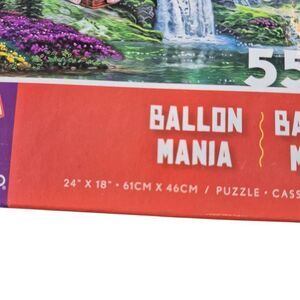 55
BALLON
MANIA
24" X 18" • 61CM X 46CM / PUZZLE • CASS